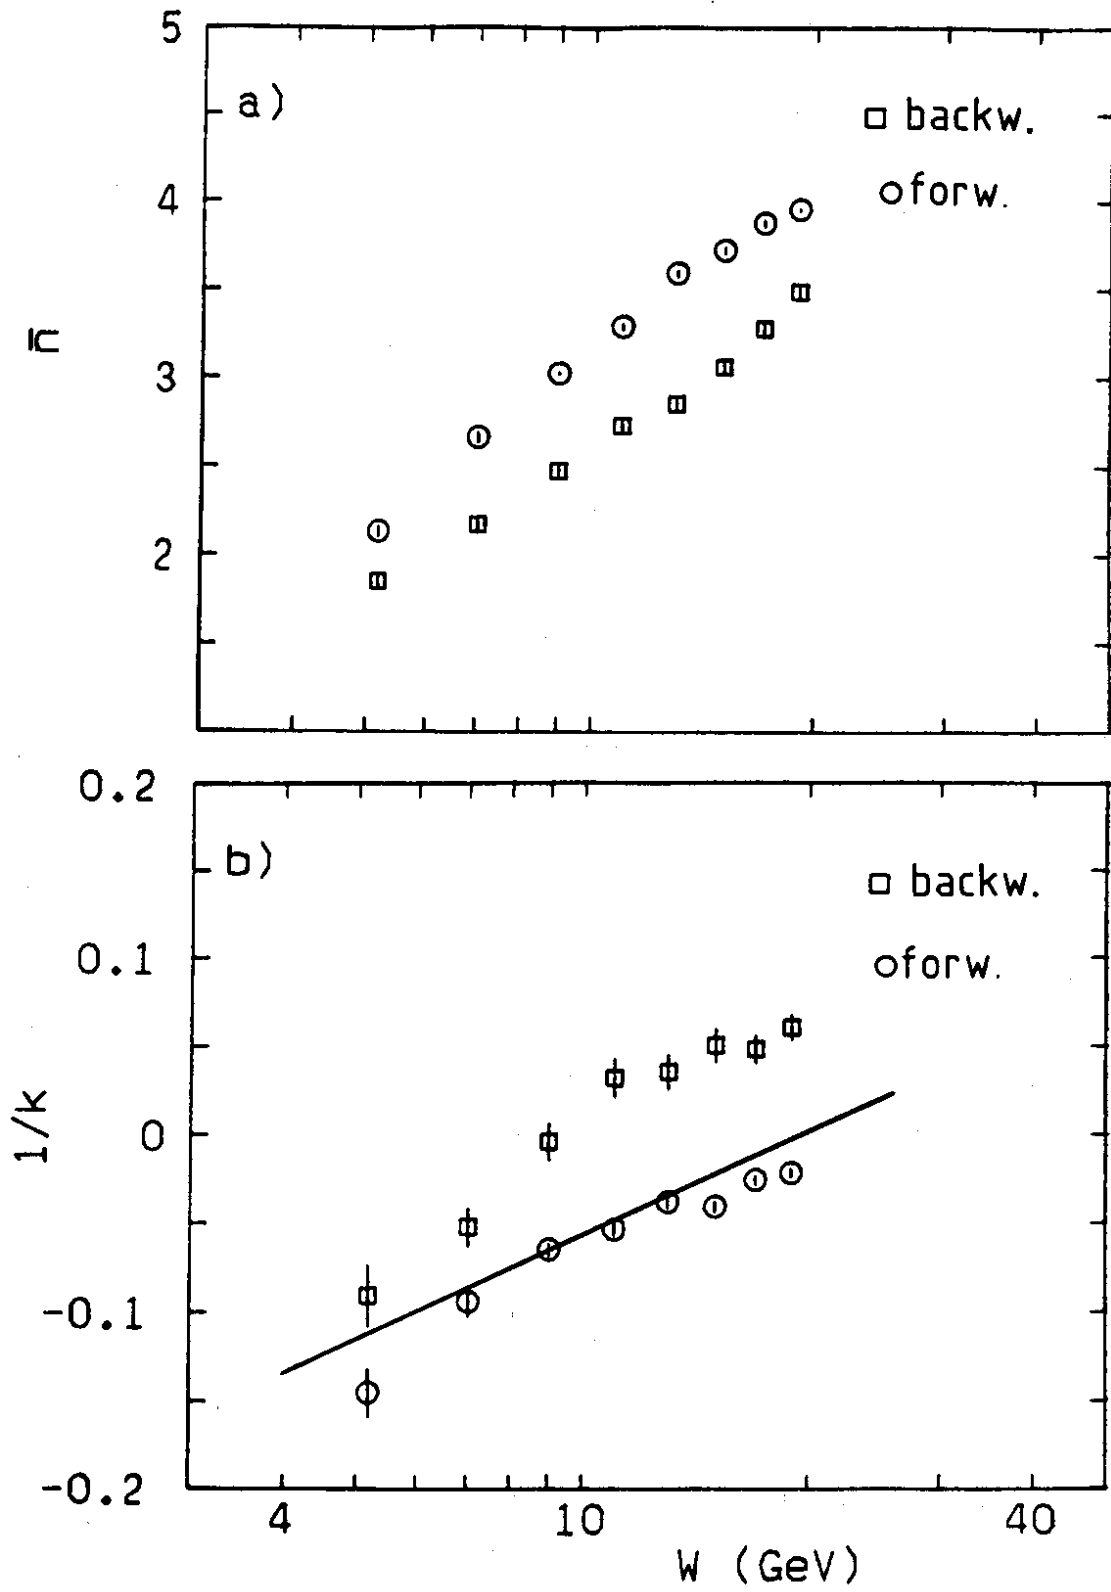 5
a)
□ backw.
4
○ forw.
n̅
3
2
0.2
b)
□ backw.
0.1
○ forw.
1/k
0
-0.1
-0.2
4 10 40
W (GeV)